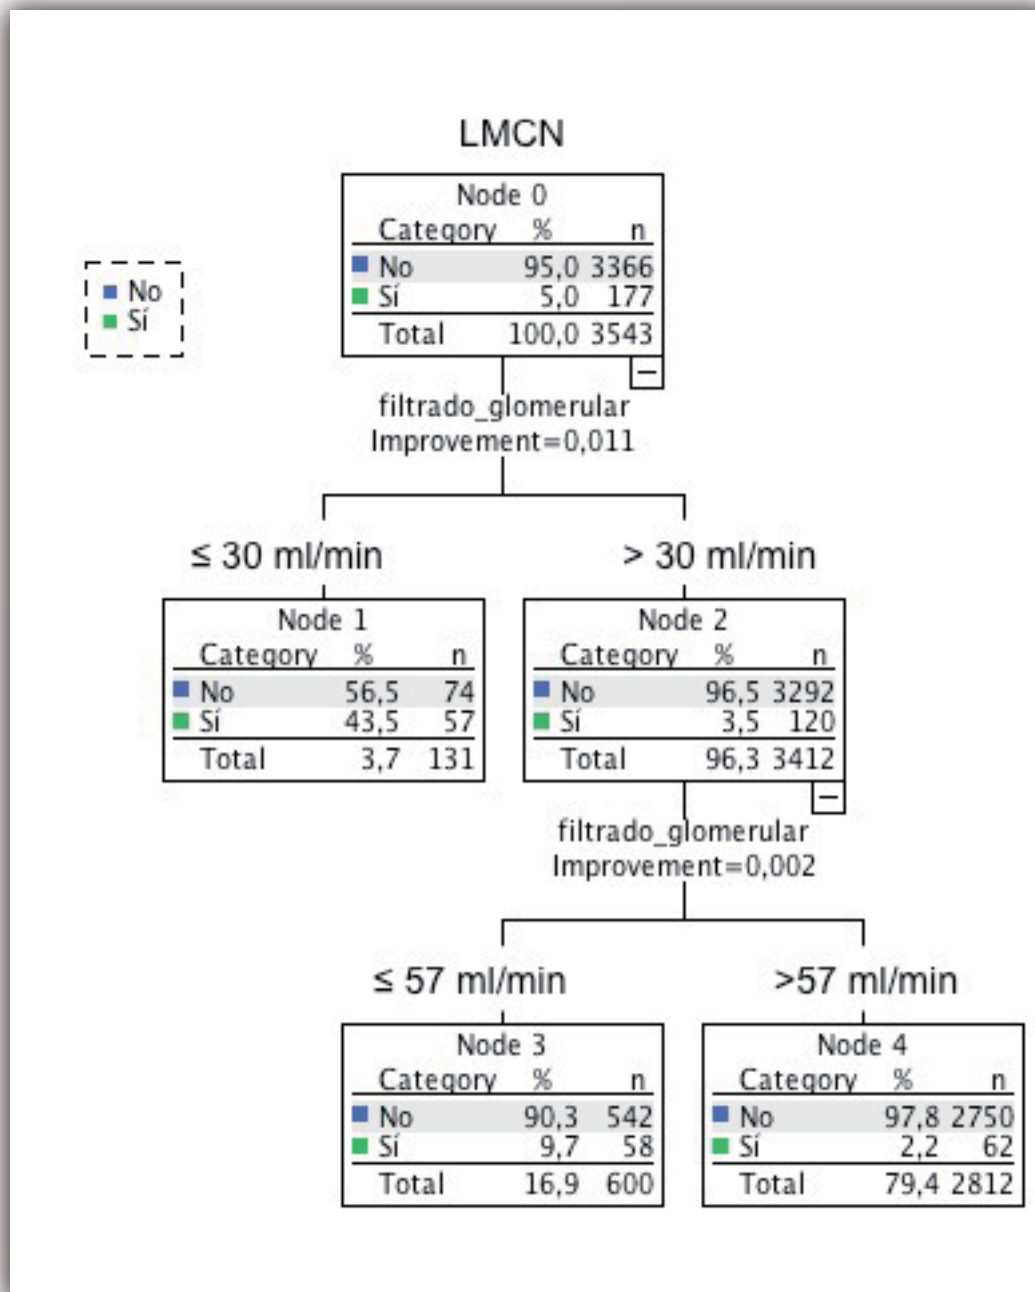 LMCN
Node 0
Category % n
No 95,0 3366
Sí 5,0 177
Total 100,0 3543
No
Sí
filtrado_glomerular
Improvement=0,011
≤ 30 ml/min
> 30 ml/min
Node 1
Category % n
No 56,5 74
Sí 43,5 57
Total 3,7 131
Node 2
Category % n
No 96,5 3292
Sí 3,5 120
Total 96,3 3412
filtrado_glomerular
Improvement=0,002
≤ 57 ml/min
>57 ml/min
Node 3
Category % n
No 90,3 542
Sí 9,7 58
Total 16,9 600
Node 4
Category % n
No 97,8 2750
Sí 2,2 62
Total 79,4 2812